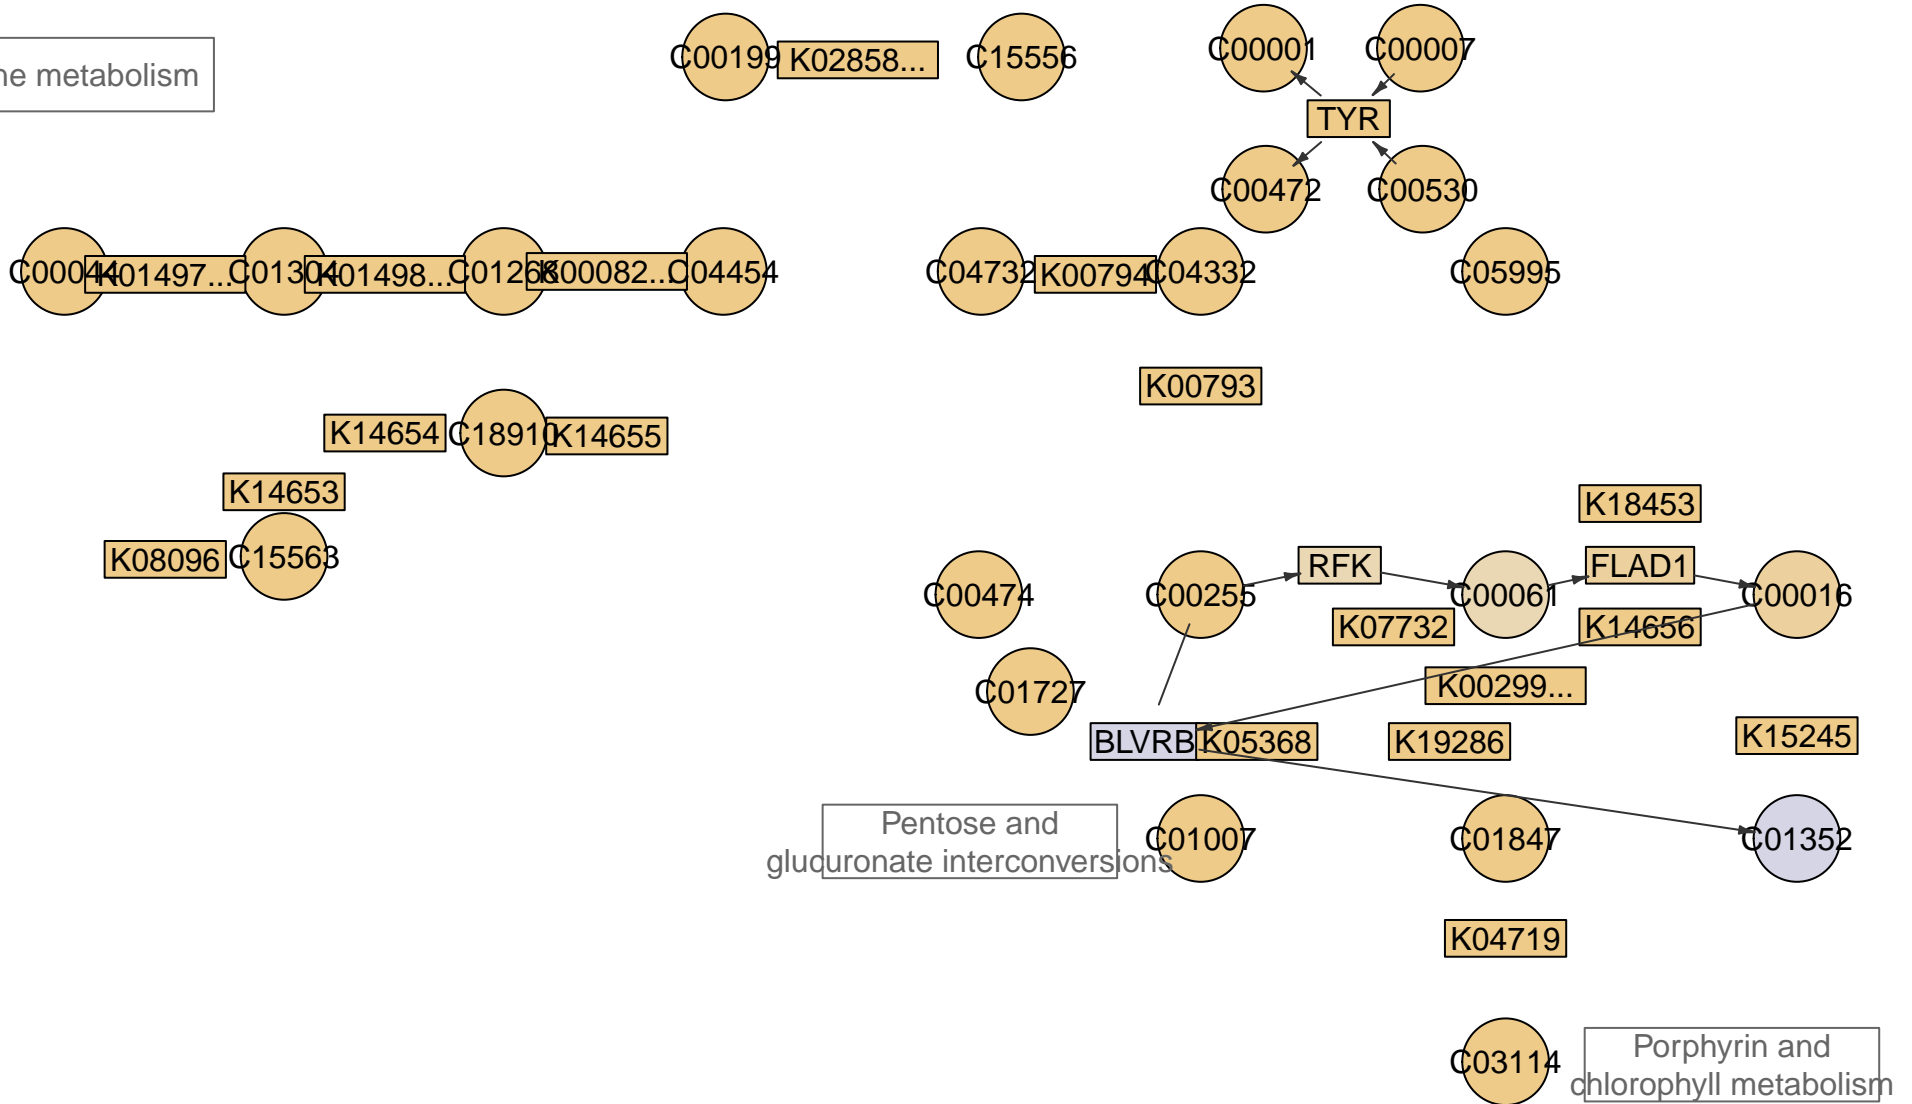 ne metabolism
C00199
K02858...
C15556
C00001
C00007
TYR
C00472
C00530
C00044
K01497...
C01304
K01498...
C01268
K00082...
C04454
C04732
K00794
C04332
C05995
K00793
K14654
C18910
K14655
K14653
K08096
C15563
K18453
C00474
C00255
RFK
C00061
FLAD1
C00016
K07732
K14656
C01727
K00299...
BLVRB
K05368
K19286
K15245
Pentose and
glucuronate interconversions
C01007
C01847
C01352
K04719
C03114
Porphyrin and
chlorophyll metabolism